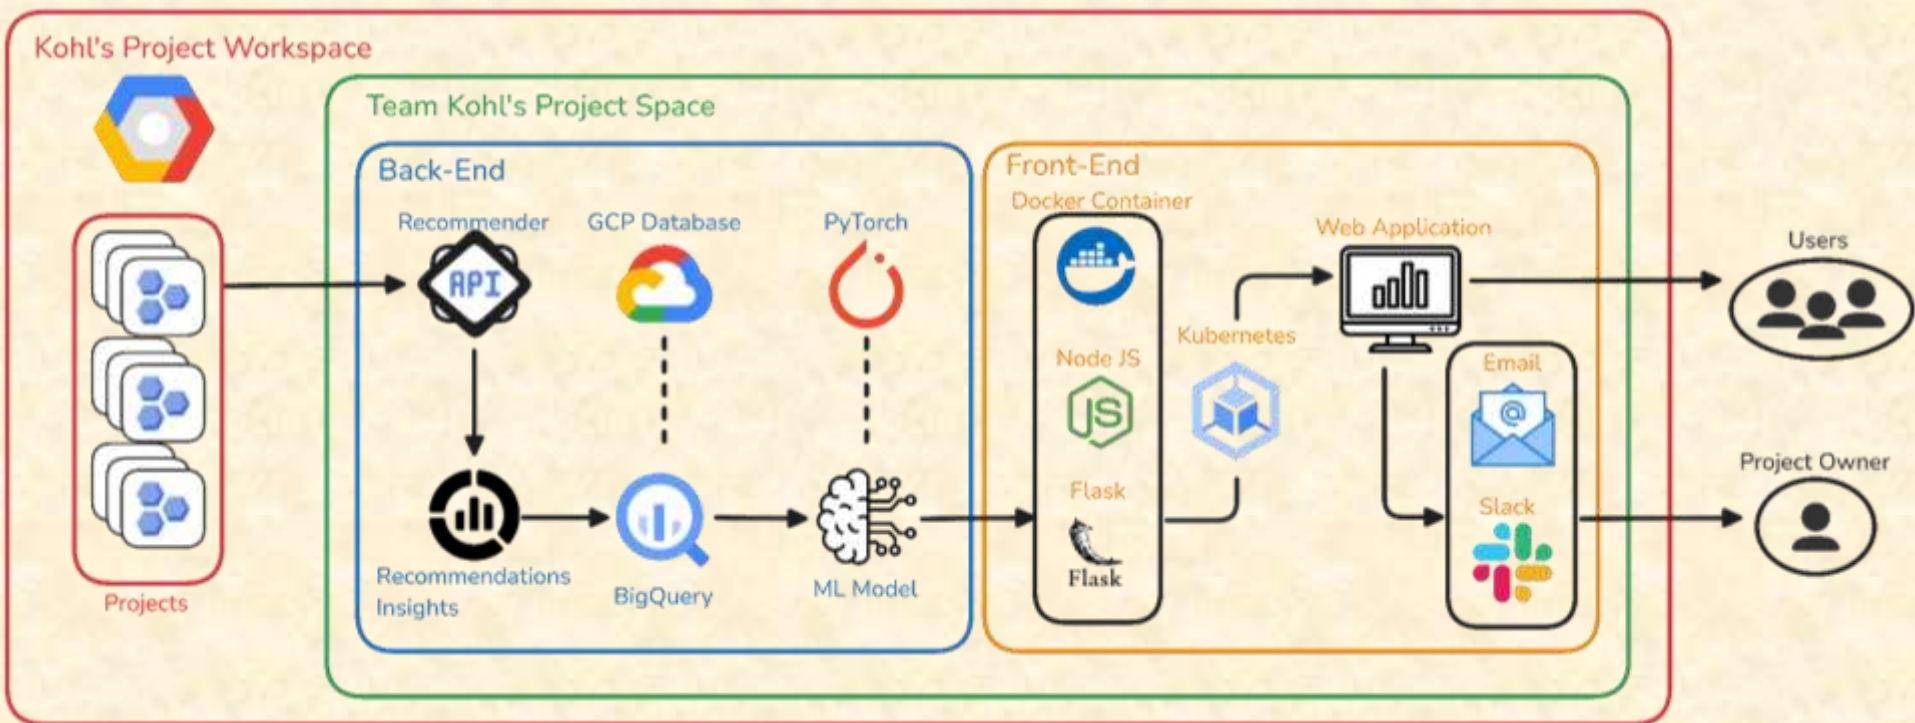 Kohl's Project Workspace
Team Kohl's Project Space
Back-End
Front-End
Docker Container
Recommender
GCP Database
PyTorch
Web Application
API
Users
Kubernetes
Node JS
JS
Email
@
Flask
Flask
Slack
Project Owner
Recommendations
Insights
BigQuery
ML Model
Projects